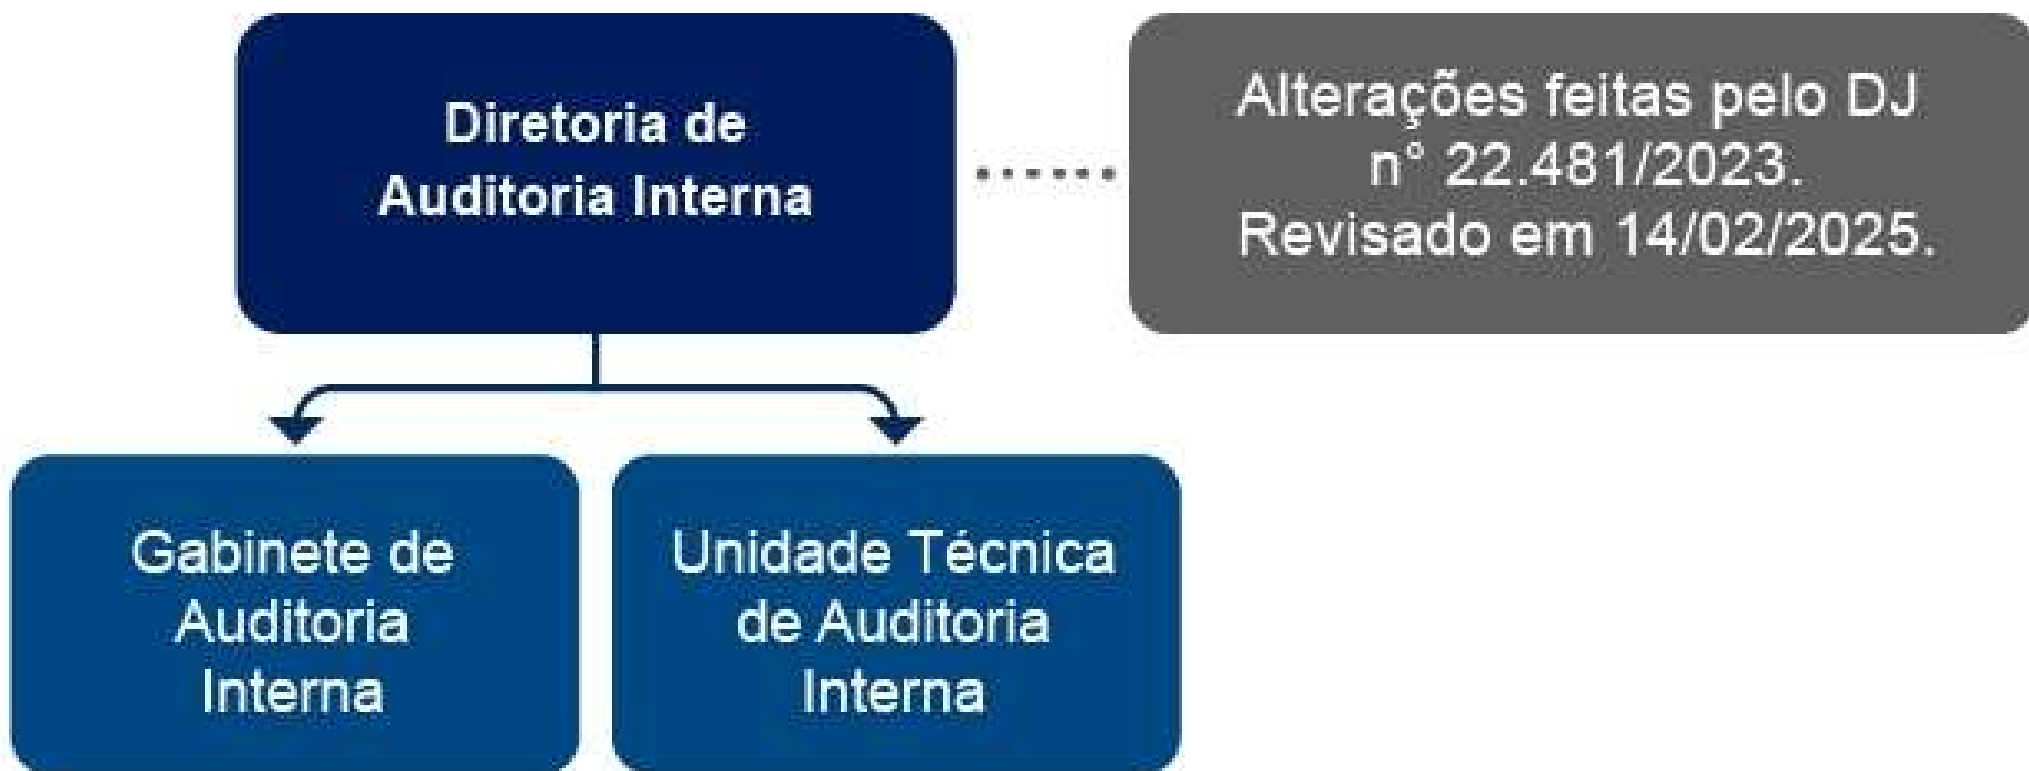 Diretoria de
Auditoria Interna
Alterações feitas pelo DJ
n° 22.481/2023.
Revisado em 14/02/2025.
Gabinete de
Auditoria
Interna
Unidade Técnica
de Auditoria
Interna